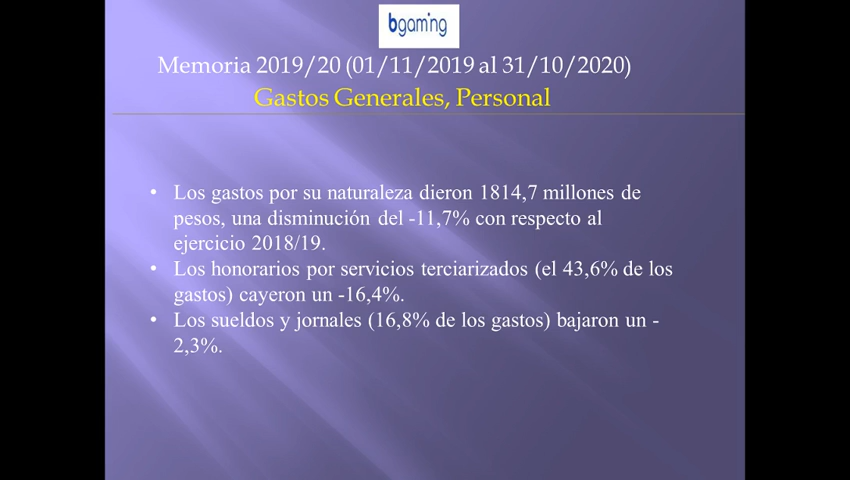 bgaming
Memoria 2019/20 (01/11/2019 al 31/10/2020)
Gastos Generales, Personal
• Los gastos por su naturaleza dieron 1814,7 millones de
pesos, una disminución del -11,7% con respecto al
ejercicio 2018/19.
• Los honorarios por servicios terciarizados (el 43,6% de los
gastos) cayeron un -16,4%.
• Los sueldos y jornales (16,8% de los gastos) bajaron un -
2,3%.